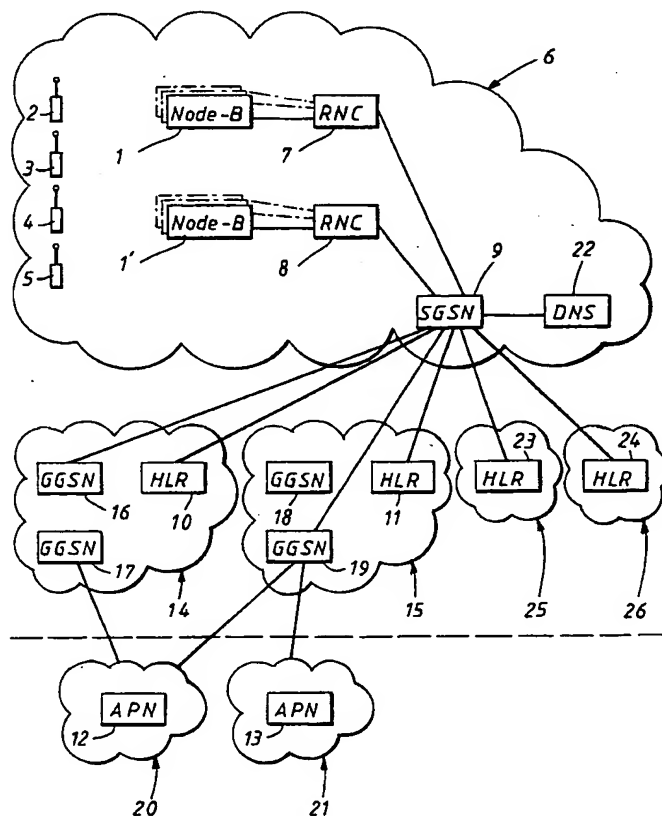 6
2
Node-B
RNC
1
7
3
4
Node-B
RNC
1'
8
5
9
22
SGSN
DNS
GGSN
HLR
GGSN
HLR
23
HLR
24
HLR
16
10
18
11
GGSN
GGSN
17
14
19
15
25
26
APN
APN
12
13
20
21